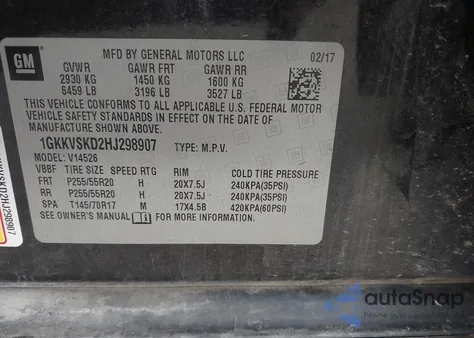 GM
MFD BY GENERAL MOTORS LLC 02/17
GVWR GAWR FRT GAWR RR
2930 KG 1450 KG 1600 KG
6459 LB 3196 LB 3527 LB
THIS VEHICLE CONFORMS TO ALL APPLICABLE U.S. FEDERAL MOTOR
VEHICLE SAFETY STANDARDS IN EFFECT ON THE DATE OF
MANUFACTURE SHOWN ABOVE.
1GKKVSKD2HJ298907 TYPE: M.P.V.
MODEL: V14526
VBBF TIRE SIZE SPEED RTG RIM COLD TIRE PRESSURE
FRT P255/55R20 H 20X7.5J 240KPA(35PSI)
RR P255/55R20 H 20X7.5J 240KPA(35PSI)
SPA T145/70R17 M 17X4.5B 420KPA(60PSI)
SEE OWNER'S MANUAL FOR MORE INFORMATION.
autoSnap